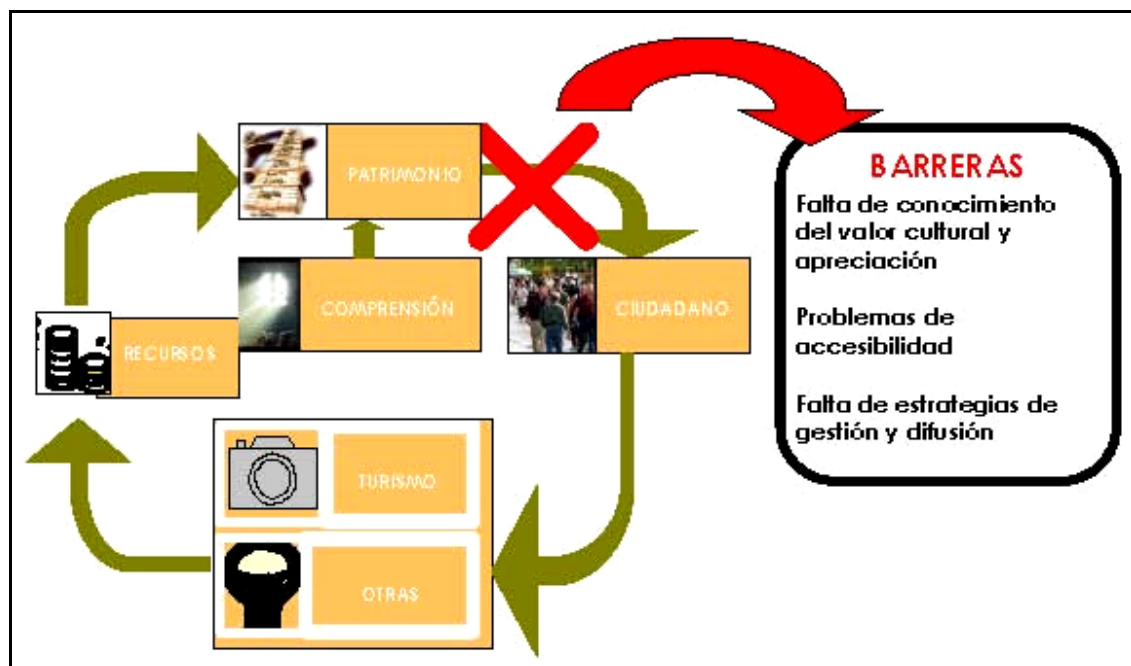 PATRIMONIO
COMPRENSIÓN
RECURSOS
CIUDADANO
TURISMO
OTRAS
BARRERAS
Falta de conocimiento
del valor cultural y
apreciación
Problemas de
accesibilidad
Falta de estrategias de
gestión y difusión